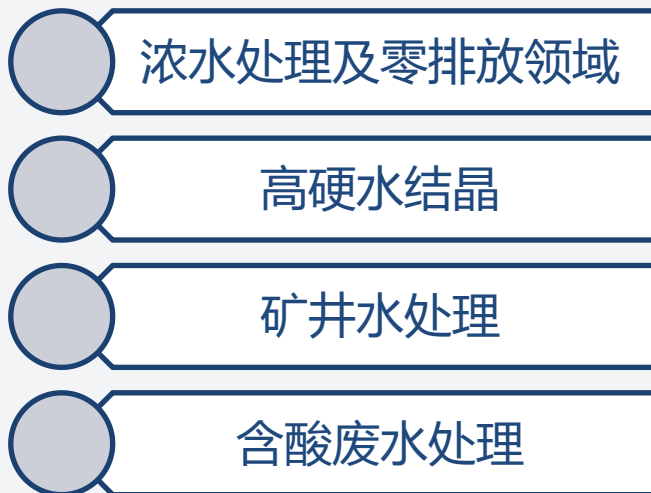 浓水处理及零排放领域
高硬水结晶
矿井水处理
含酸废水处理